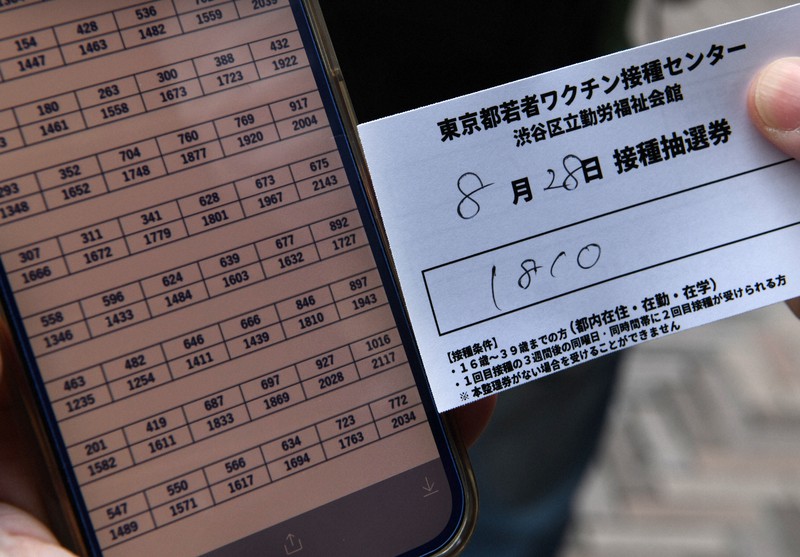 154 428 536
1447 1463 1482 1559
180 263 300 388 432
1461 1558 1673 1723 1922
293 352 704 760 769 917
1348 1652 1748 1877 1920 2004
307 311 341 628 673 675
1666 1672 1779 1801 1967 2143
558 596 624 639 677 892
1346 1433 1484 1603 1632 1727
463 482 646 666 846 897
1235 1254 1411 1439 1810 1943
201 419 687 697 927 1016
1582 1611 1833 1869 2028 2117
547 550 566 634 723 772
1489 1571 1617 1694 1763 2034
東京都若者ワクチン接種センター
渋谷区立勤労福祉会館
8月28日 接種抽選券
1810
【接種条件】
・16歳~39歳までの方(都内在住・在勤・在学)
・1回目接種の3週間後の同曜日・同時間帯に2回目接種が受けられる方
※本整理券がない場合を受けることができません